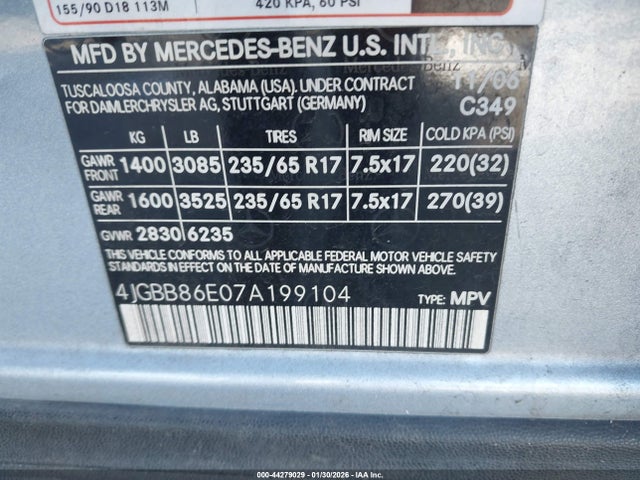 155/90 D18 113M 420 KPA, 60 PSI
MFD BY MERCEDES-BENZ U.S. INTL., INC.
TUSCALOOSA COUNTY, ALABAMA (USA). UNDER CONTRACT 11/06
FOR DAIMLERCHRYSLER AG, STUTTGART (GERMANY) C349
KG LB TIRES RIM SIZE COLD KPA (PSI)
GAWR FRONT 1400 3085 235/65 R17 7.5x17 220(32)
GAWR REAR 1600 3525 235/65 R17 7.5x17 270(39)
GVWR 2830 6235
THIS VEHICLE CONFORMS TO ALL APPLICABLE FEDERAL MOTOR VEHICLE SAFETY
STANDARDS IN EFFECT ON THE DATE OF MANUFACTURE SHOWN ABOVE.
4JGBB86E07A199104 TYPE: MPV
000-44279029 - 01/30/2026 - IAA Inc.